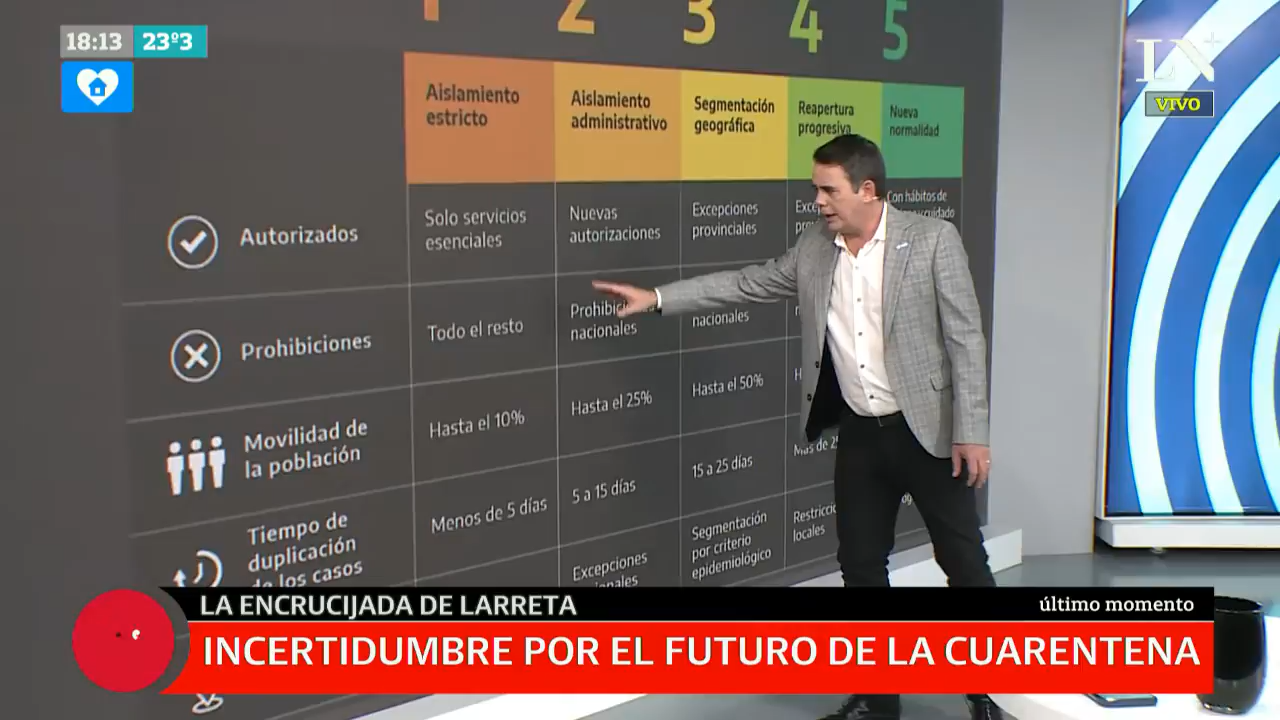 18:13 23º3
LN+
VIVO
1 2 3 4 5
Aislamiento estricto
Aislamiento administrativo
Segmentación geográfica
Reapertura progresiva
Nueva normalidad
Autorizados
Solo servicios esenciales
Nuevas autorizaciones
Excepciones provinciales
Con hábitos de
Prohibiciones
Todo el resto
nacionales
nacionales
Movilidad de la población
Hasta el 10%
Hasta el 25%
Hasta el 50%
Tiempo de duplicación de los casos
Menos de 5 días
5 a 15 días
15 a 25 días
Excepciones
Segmentación por criterio epidemiológico
locales
LA ENCRUCIJADA DE LARRETA
último momento
INCERTIDUMBRE POR EL FUTURO DE LA CUARENTENA